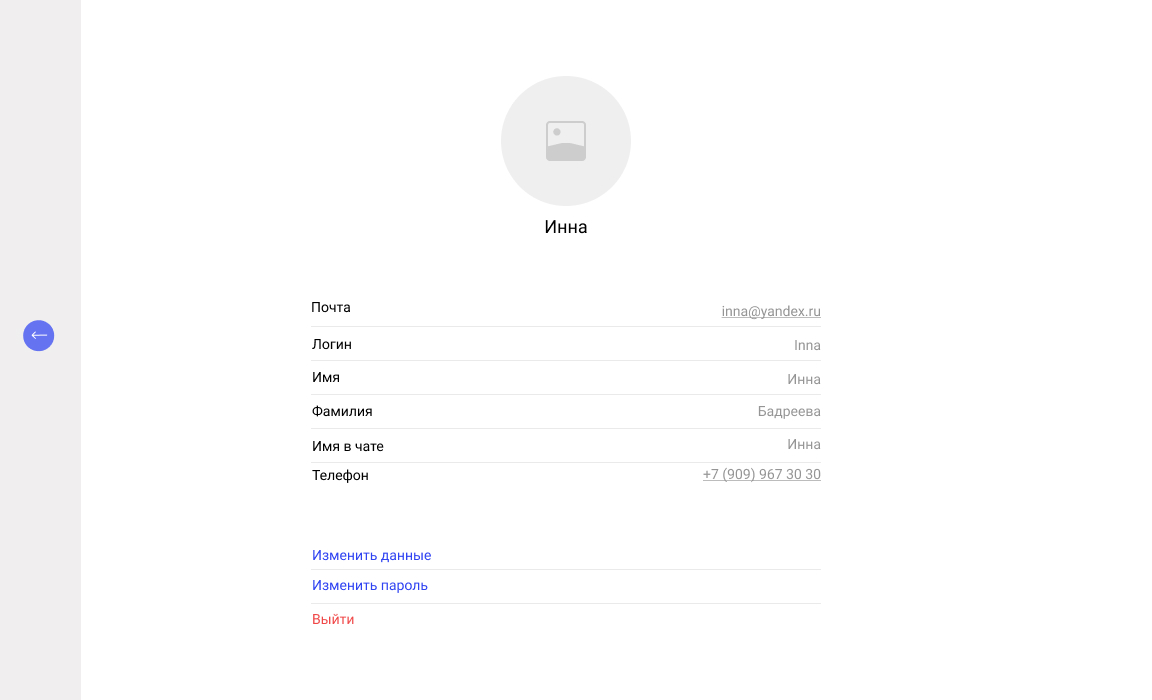 Инна
Почта inna@yandex.ru
Логин Inna
Имя Инна
Фамилия Бадреева
Имя в чате Инна
Телефон +7 (909) 967 30 30
Изменить данные
Изменить пароль
Выйти